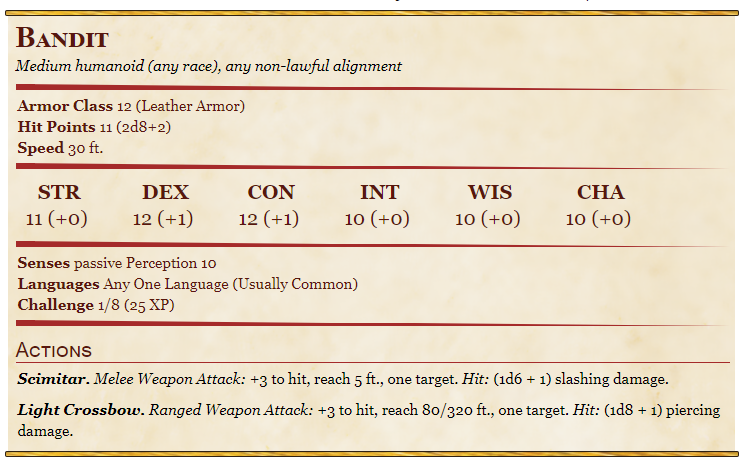 BANDIT
Medium humanoid (any race), any non-lawful alignment
Armor Class 12 (Leather Armor)
Hit Points 11 (2d8+2)
Speed 30 ft.
STR DEX CON INT WIS CHA
11 (+0) 12 (+1) 12 (+1) 10 (+0) 10 (+0) 10 (+0)
Senses passive Perception 10
Languages Any One Language (Usually Common)
Challenge 1/8 (25 XP)
ACTIONS
Scimitar. Melee Weapon Attack: +3 to hit, reach 5 ft., one target. Hit: (1d6 + 1) slashing damage.
Light Crossbow. Ranged Weapon Attack: +3 to hit, reach 80/320 ft., one target. Hit: (1d8 + 1) piercing
damage.